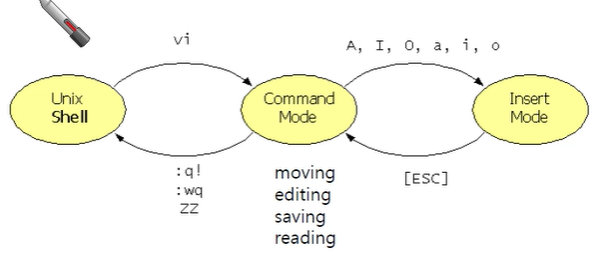 vi
A, I, O, a, i, o
Unix
Shell
Command
Mode
Insert
Mode
:q!
:wq
ZZ
moving
editing
saving
reading
[ESC]